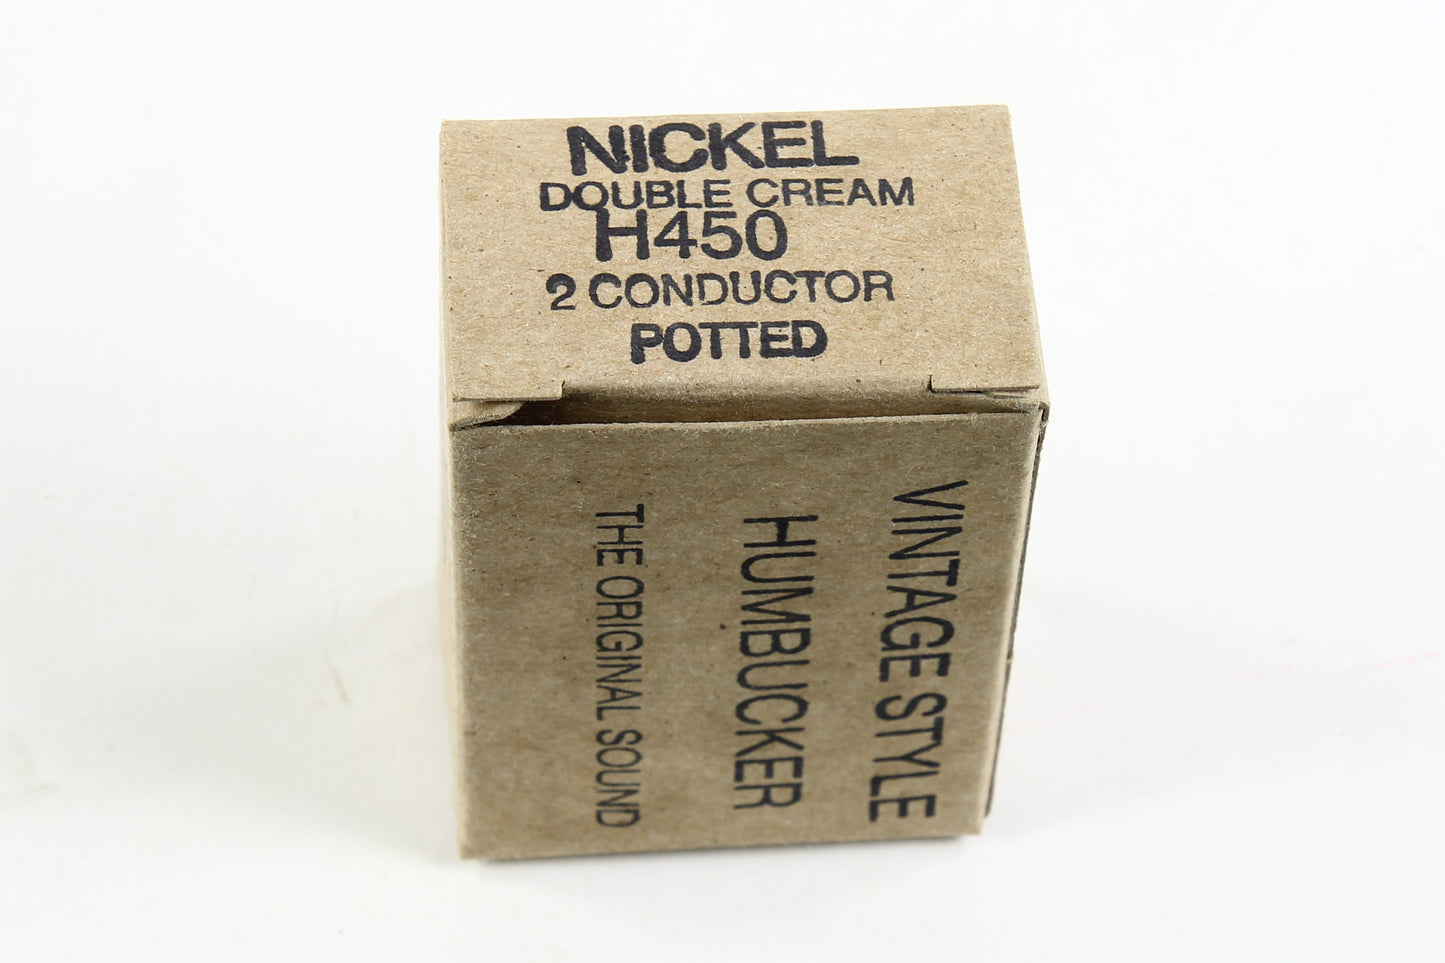 NICKEL
DOUBLE CREAM
H450
2 CONDUCTOR
POTTED
VINTAGE STYLE
HUMBUCKER
THE ORIGINAL SOUND